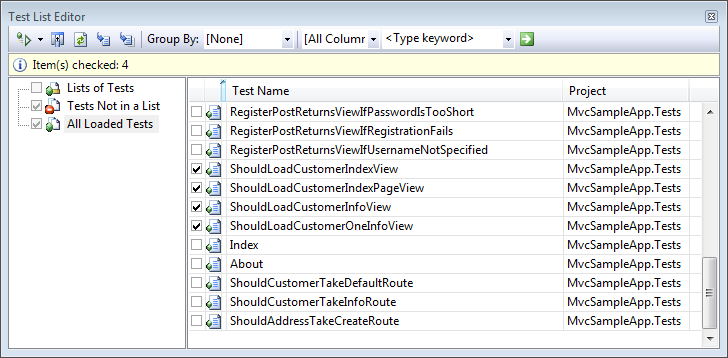 Test List Editor
Group By: [None] [All Column <Type keyword>
Item(s) checked: 4
Lists of Tests
Tests Not in a List
All Loaded Tests
Test Name Project
RegisterPostReturnsViewIfPasswordIsTooShort MvcSampleApp.Tests
RegisterPostReturnsViewIfRegistrationFails MvcSampleApp.Tests
RegisterPostReturnsViewIfUsernameNotSpecified MvcSampleApp.Tests
ShouldLoadCustomerIndexView MvcSampleApp.Tests
ShouldLoadCustomerIndexPageView MvcSampleApp.Tests
ShouldLoadCustomerInfoView MvcSampleApp.Tests
ShouldLoadCustomerOneInfoView MvcSampleApp.Tests
Index MvcSampleApp.Tests
About MvcSampleApp.Tests
ShouldCustomerTakeDefaultRoute MvcSampleApp.Tests
ShouldCustomerTakeInfoRoute MvcSampleApp.Tests
ShouldAddressTakeCreateRoute MvcSampleApp.Tests